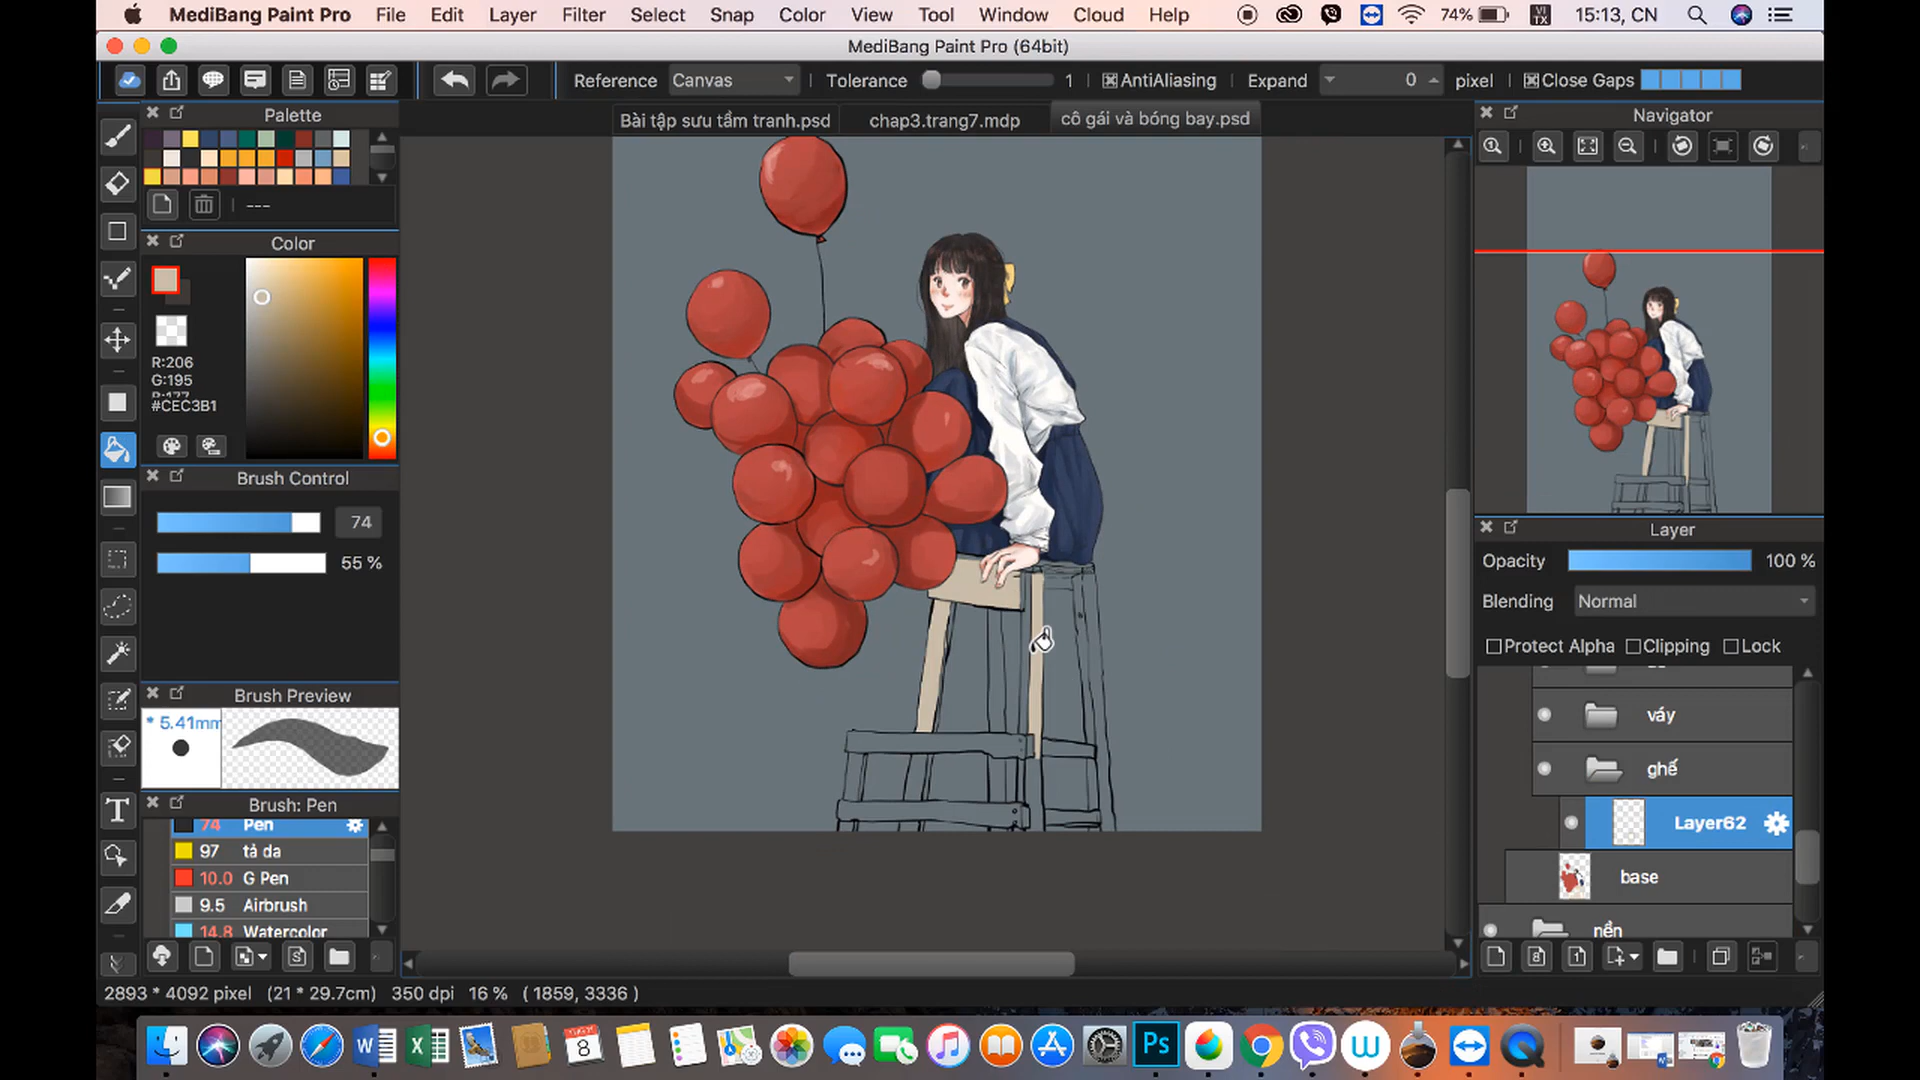 MediBang Paint Pro File Edit Layer Filter Select Snap Color View Tool Window Cloud Help 74% VI TX 15:13, CN
MediBang Paint Pro (64bit)
Reference Canvas Tolerance 1 AntiAliasing Expand 0 pixel Close Gaps
Bài tập sưu tầm tranh.psd chap3.trang7.mdp cô gái và bóng bay.psd
Palette
---
Color
R:206
G:195
B:177
#CEC3B1
Brush Control
74
55 %
Brush Preview
* 5.41mm
Brush: Pen
74 Pen
97 tả da
10.0 G Pen
9.5 Airbrush
14.8 Watercolor
Navigator
Layer
Opacity 100 %
Blending Normal
Protect Alpha Clipping Lock
váy
ghế
Layer62
base
nền
2893 * 4092 pixel (21 * 29.7cm) 350 dpi 16 % ( 1859, 3336 )